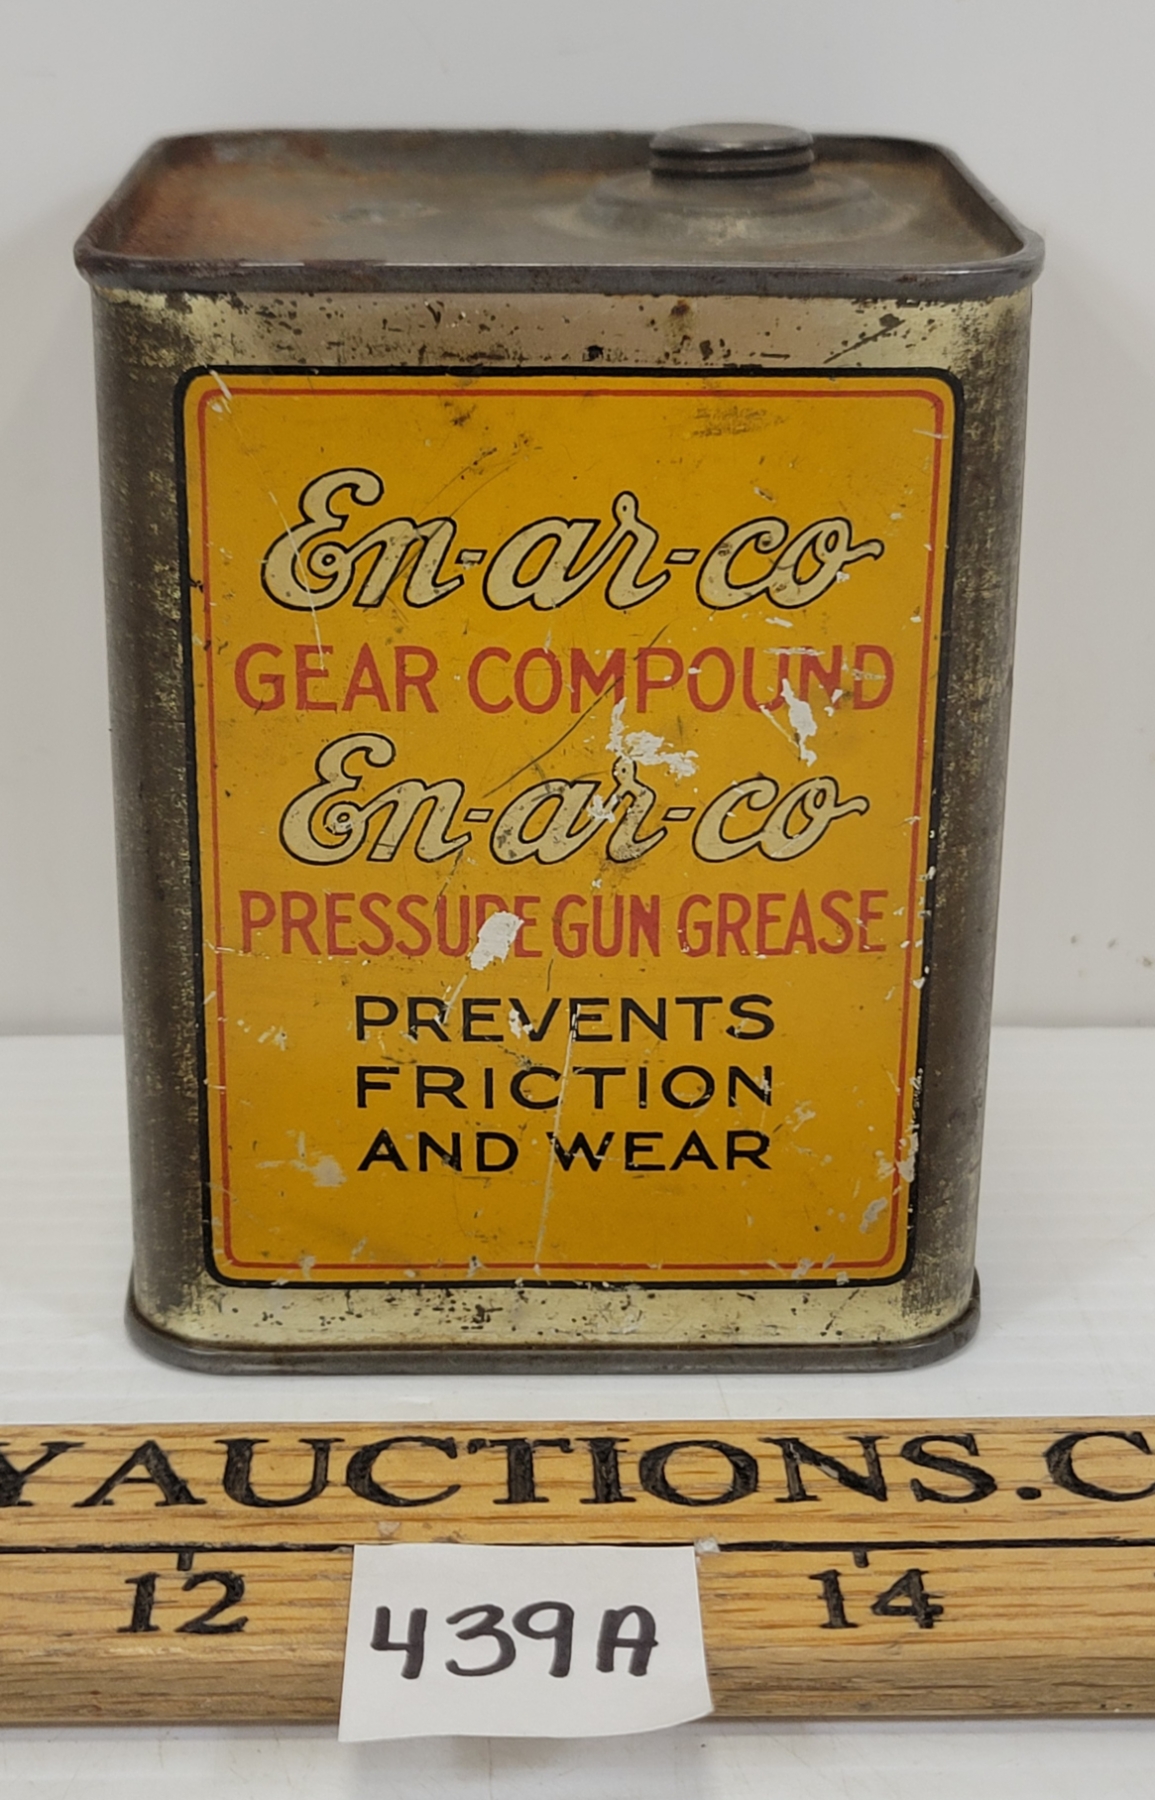 En-ar-co
GEAR COMPOUND
En-ar-co
PRESSURE GUN GREASE
PREVENTS
FRICTION
AND WEAR
YAUCTIONS.C
12 14
439A